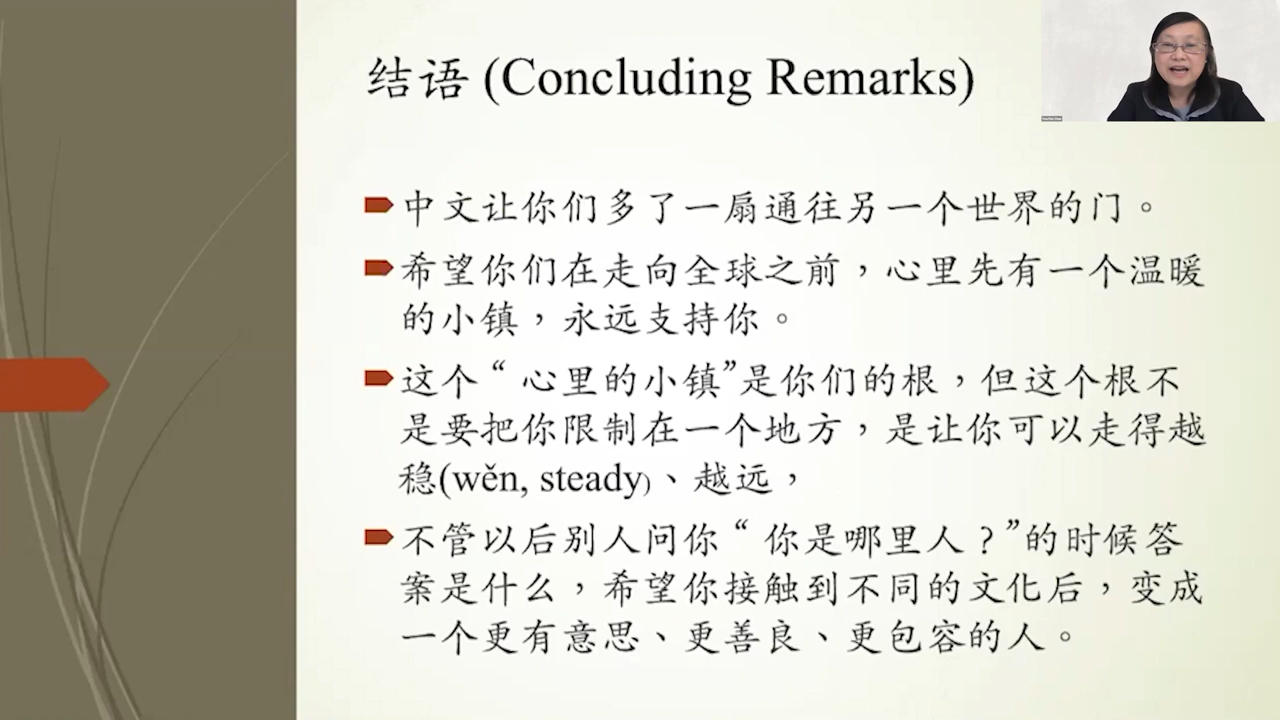 结语 (Concluding Remarks)
中文让你们多了一扇通往另一个世界的门。
希望你们在走向全球之前，心里先有一个温暖
的小镇，永远支持你。
这个“心里的小镇”是你们的根，但这个根不
是要把你限制在一个地方，是让你可以走得越
稳(wěn, steady)、越远，
不管以后别人问你“你是哪里人？”的时候答
案是什么，希望你接触到不同的文化后，变成
一个更有意思、更善良、更包容的人。